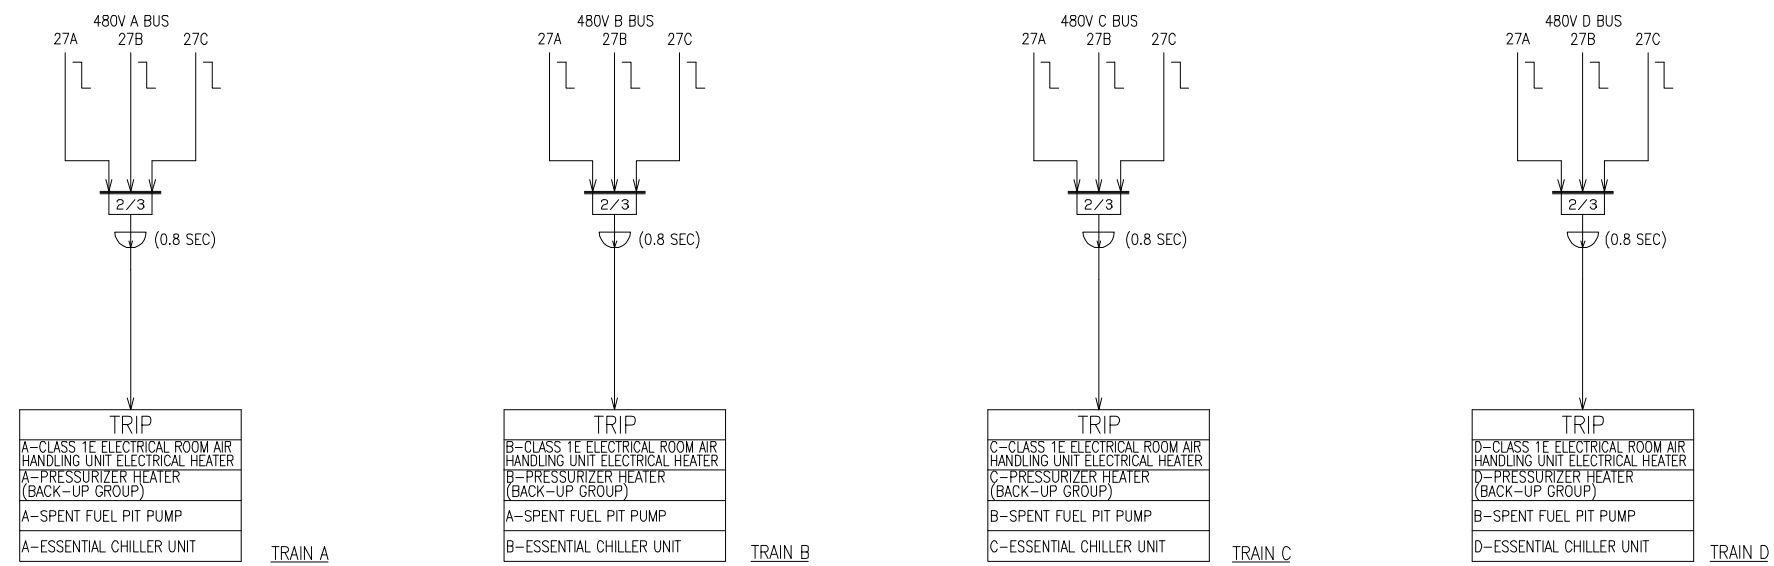 480V A BUS
27A 27B 27C
2/3
(0.8 SEC)
TRIP
A-CLASS 1E ELECTRICAL ROOM AIR
HANDLING UNIT ELECTRICAL HEATER
A-PRESSURIZER HEATER
(BACK-UP GROUP)
A-SPENT FUEL PIT PUMP
A-ESSENTIAL CHILLER UNIT
TRAIN A
480V B BUS
27A 27B 27C
2/3
(0.8 SEC)
TRIP
B-CLASS 1E ELECTRICAL ROOM AIR
HANDLING UNIT ELECTRICAL HEATER
B-PRESSURIZER HEATER
(BACK-UP GROUP)
A-SPENT FUEL PIT PUMP
B-ESSENTIAL CHILLER UNIT
TRAIN B
480V C BUS
27A 27B 27C
2/3
(0.8 SEC)
TRIP
C-CLASS 1E ELECTRICAL ROOM AIR
HANDLING UNIT ELECTRICAL HEATER
C-PRESSURIZER HEATER
(BACK-UP GROUP)
B-SPENT FUEL PIT PUMP
C-ESSENTIAL CHILLER UNIT
TRAIN C
480V D BUS
27A 27B 27C
2/3
(0.8 SEC)
TRIP
D-CLASS 1E ELECTRICAL ROOM AIR
HANDLING UNIT ELECTRICAL HEATER
D-PRESSURIZER HEATER
(BACK-UP GROUP)
B-SPENT FUEL PIT PUMP
D-ESSENTIAL CHILLER UNIT
TRAIN D